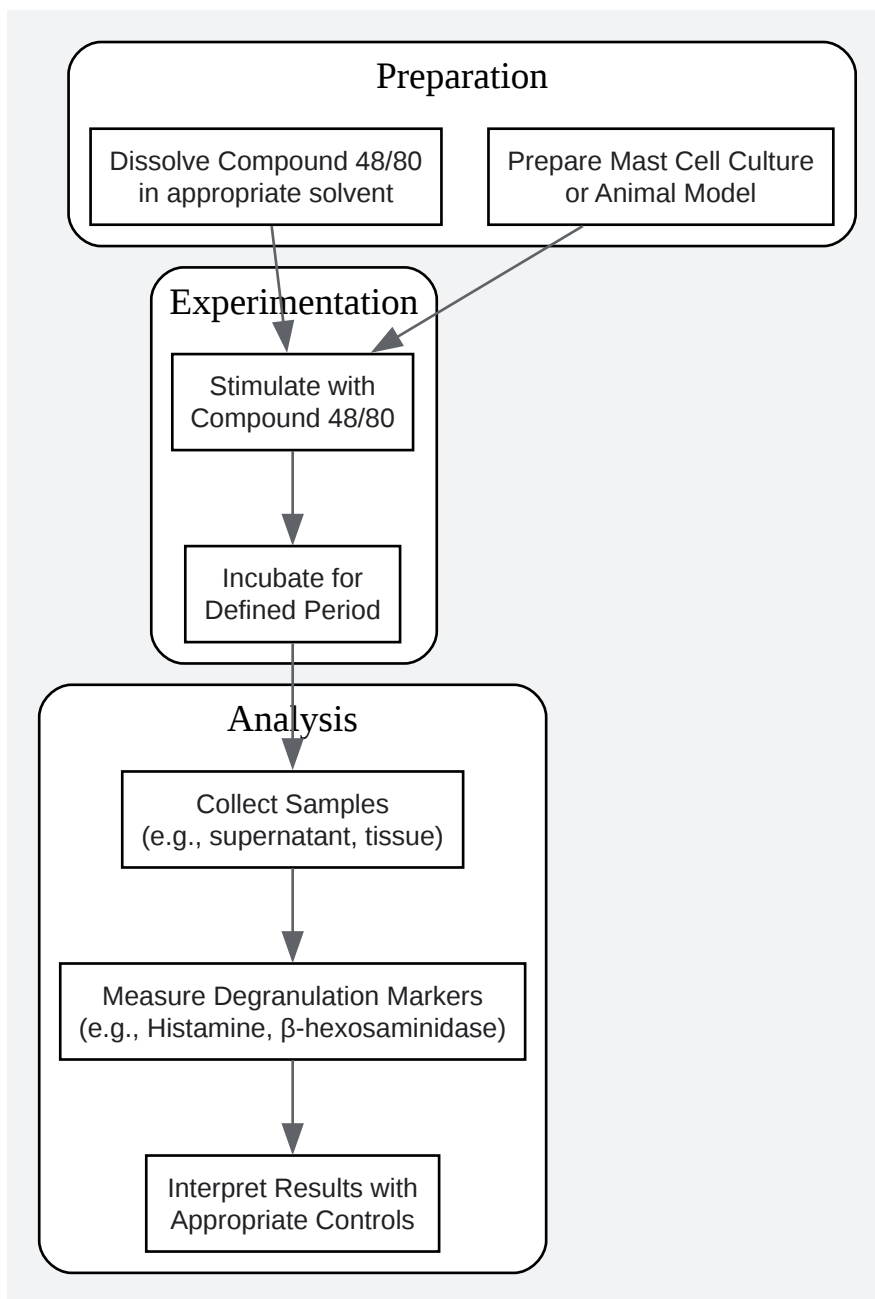 Preparation
Dissolve Compound 48/80
in appropriate solvent
Prepare Mast Cell Culture
or Animal Model
Experimentation
Stimulate with
Compound 48/80
Incubate for
Defined Period
Analysis
Collect Samples
(e.g., supernatant, tissue)
Measure Degranulation Markers
(e.g., Histamine, β-hexosaminidase)
Interpret Results with
Appropriate Controls